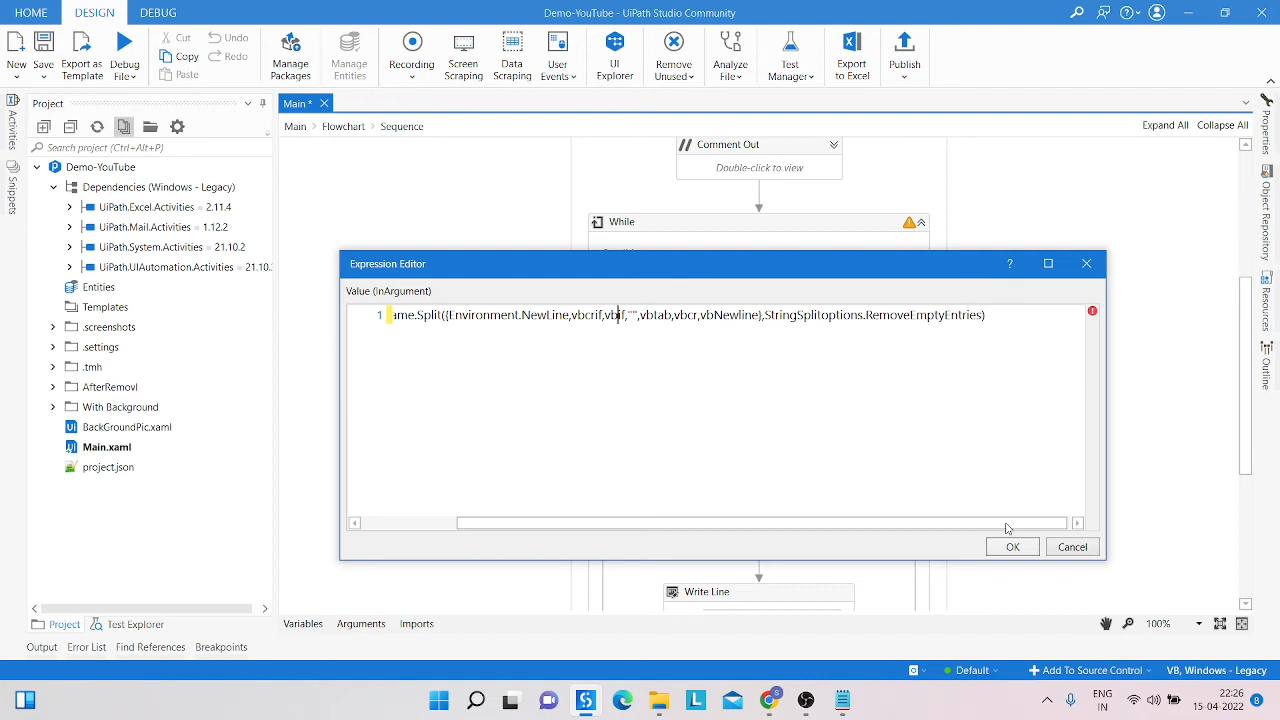 HOME DESIGN DEBUG Demo-YouTube - UiPath Studio Community
Cut Undo
Copy Redo
Paste
New Save Export as Template Debug File Manage Packages Manage Entities Recording Screen Scraping Data Scraping User Events UI Explorer Remove Unused Analyze File Test Manager Export to Excel Publish
Project
Search project (Ctrl+Alt+P)
Demo-YouTube
Dependencies (Windows - Legacy)
UiPath.Excel.Activities = 2.11.4
UiPath.Mail.Activities = 1.12.2
UiPath.System.Activities = 21.10.2
UiPath.UIAutomation.Activities = 21.10.
Entities
Templates
.screenshots
.settings
.tmh
AfterRemovl
With Background
BackGroundPic.xaml
Main.xaml
project.json
Activities
Snippets
Main *
Main > Flowchart > Sequence
Expand All Collapse All
// Comment Out
Double-click to view
While
Expression Editor
?
Value (InArgument)
1 ame.Split({Environment.NewLine,vbcrif,vbif,"",vbtab,vbcr,vbNewline},StringSplitoptions.RemoveEmptyEntries)
OK Cancel
Write Line
Properties
Object Repository
Resources
Outline
Project Test Explorer
Variables Arguments Imports
100%
Output Error List Find References Breakpoints
Default Add To Source Control VB, Windows - Legacy
ENG
IN
22:26
15-04-2022
8